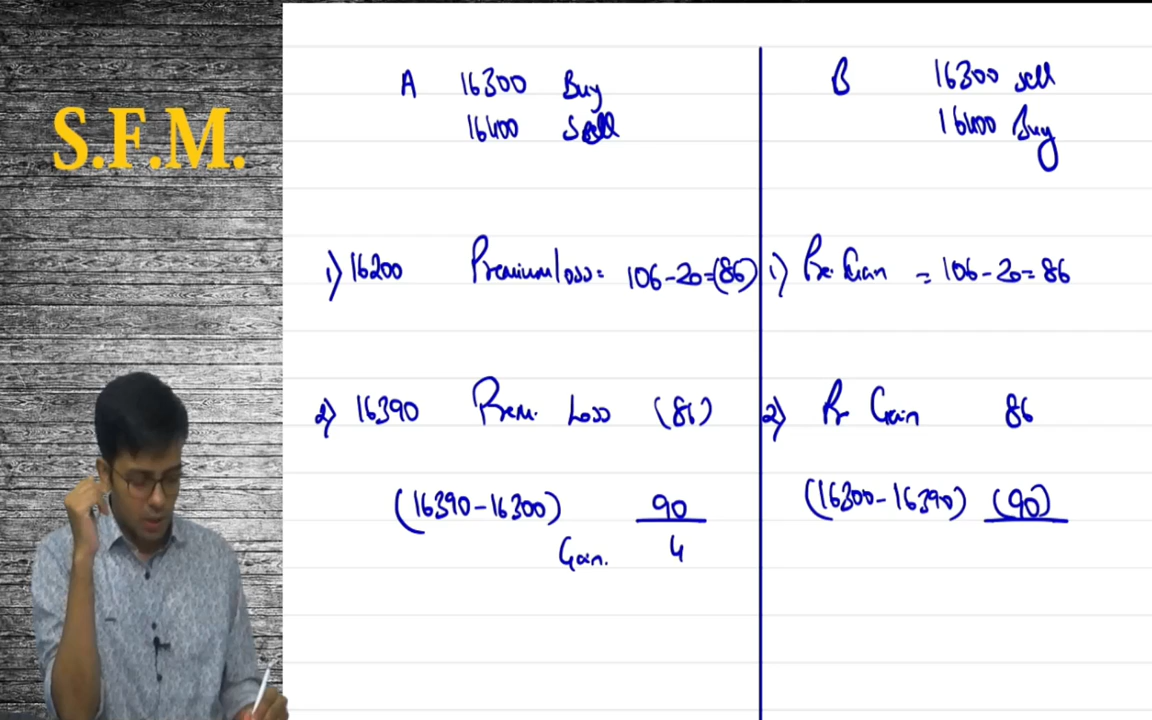 S.F.M.
A 16300 Buy
16400 Sell
1) 16200 Premium loss = 106-20=(86)
2) 16390 Prem. Loss (86)
(16390-16300) 90
Gain. 4
B 16300 sell
16400 Buy
1) Pre. Gain = 106-20=86
2) Pr Gain 86
(16300-16390) (90)